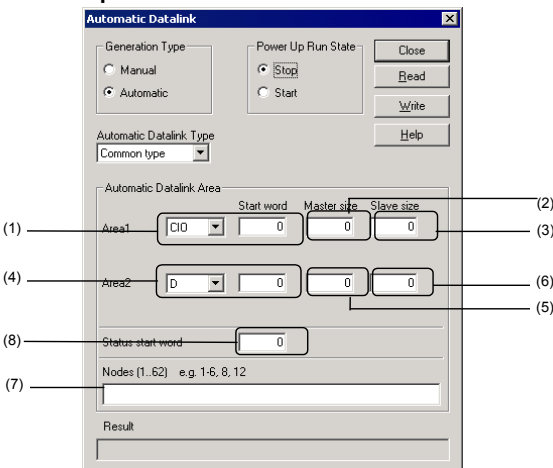 Automatic Datalink
Generation Type
Manual
Automatic
Power Up Run State
Stop
Start
Close
Read
Write
Help
Automatic Datalink Type
Common type
Automatic Datalink Area
Start word Master size Slave size
(1) Area1 CIO 0 0 0 (2) (3)
(4) Area2 D 0 0 0 (5) (6)
(8) Status start word 0
Nodes (1..62) e.g. 1-6, 8, 12
(7)
Result